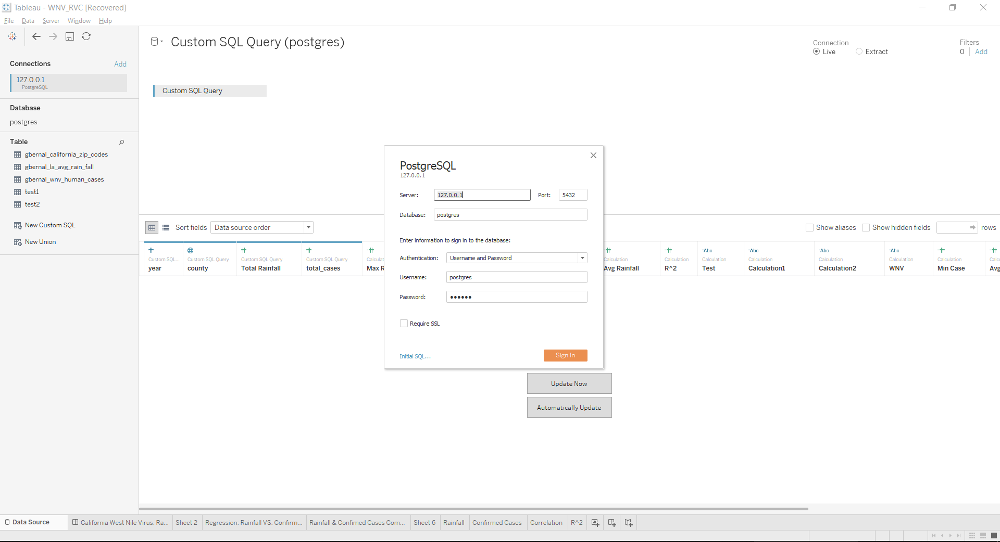 Tableau - WNV_RVC [Recovered]
File Data Server Window Help
Connections Add
127.0.0.1
PostgreSQL
Database
postgres
Table
gbernal_california_zip_codes
gbernal_la_avg_rain_fall
gbernal_wnv_human_cases
test1
test2
New Custom SQL
New Union
Custom SQL Query (postgres)
Connection
Live Extract
Filters
0 Add
Custom SQL Query
Sort fields Data source order
Show aliases Show hidden fields rows
Custom SQL... Custom SQL Query Custom SQL Query Custom SQL Query Calculat
year county Total Rainfall total_cases Max R
=Abc =Abc =Abc =Abc
Calculation Calculation Calculation Calculation Calculation Calculation Calculation Calcu
Avg Rainfall R^2 Test Calculation1 Calculation2 WNV Min Case Avg
PostgreSQL
127.0.0.1
Server: 127.0.0.1 Port: 5432
Database: postgres
Enter information to sign in to the database:
Authentication: Username and Password
Username: postgres
Password: ••••••
Require SSL
Initial SQL... Sign In
Update Now
Automatically Update
Data Source California West Nile Virus: Ra... Sheet 2 Regression: Rainfall VS. Confirm... Rainfall & Confimed Cases Com... Sheet 6 Rainfall Confirmed Cases Correlation R^2